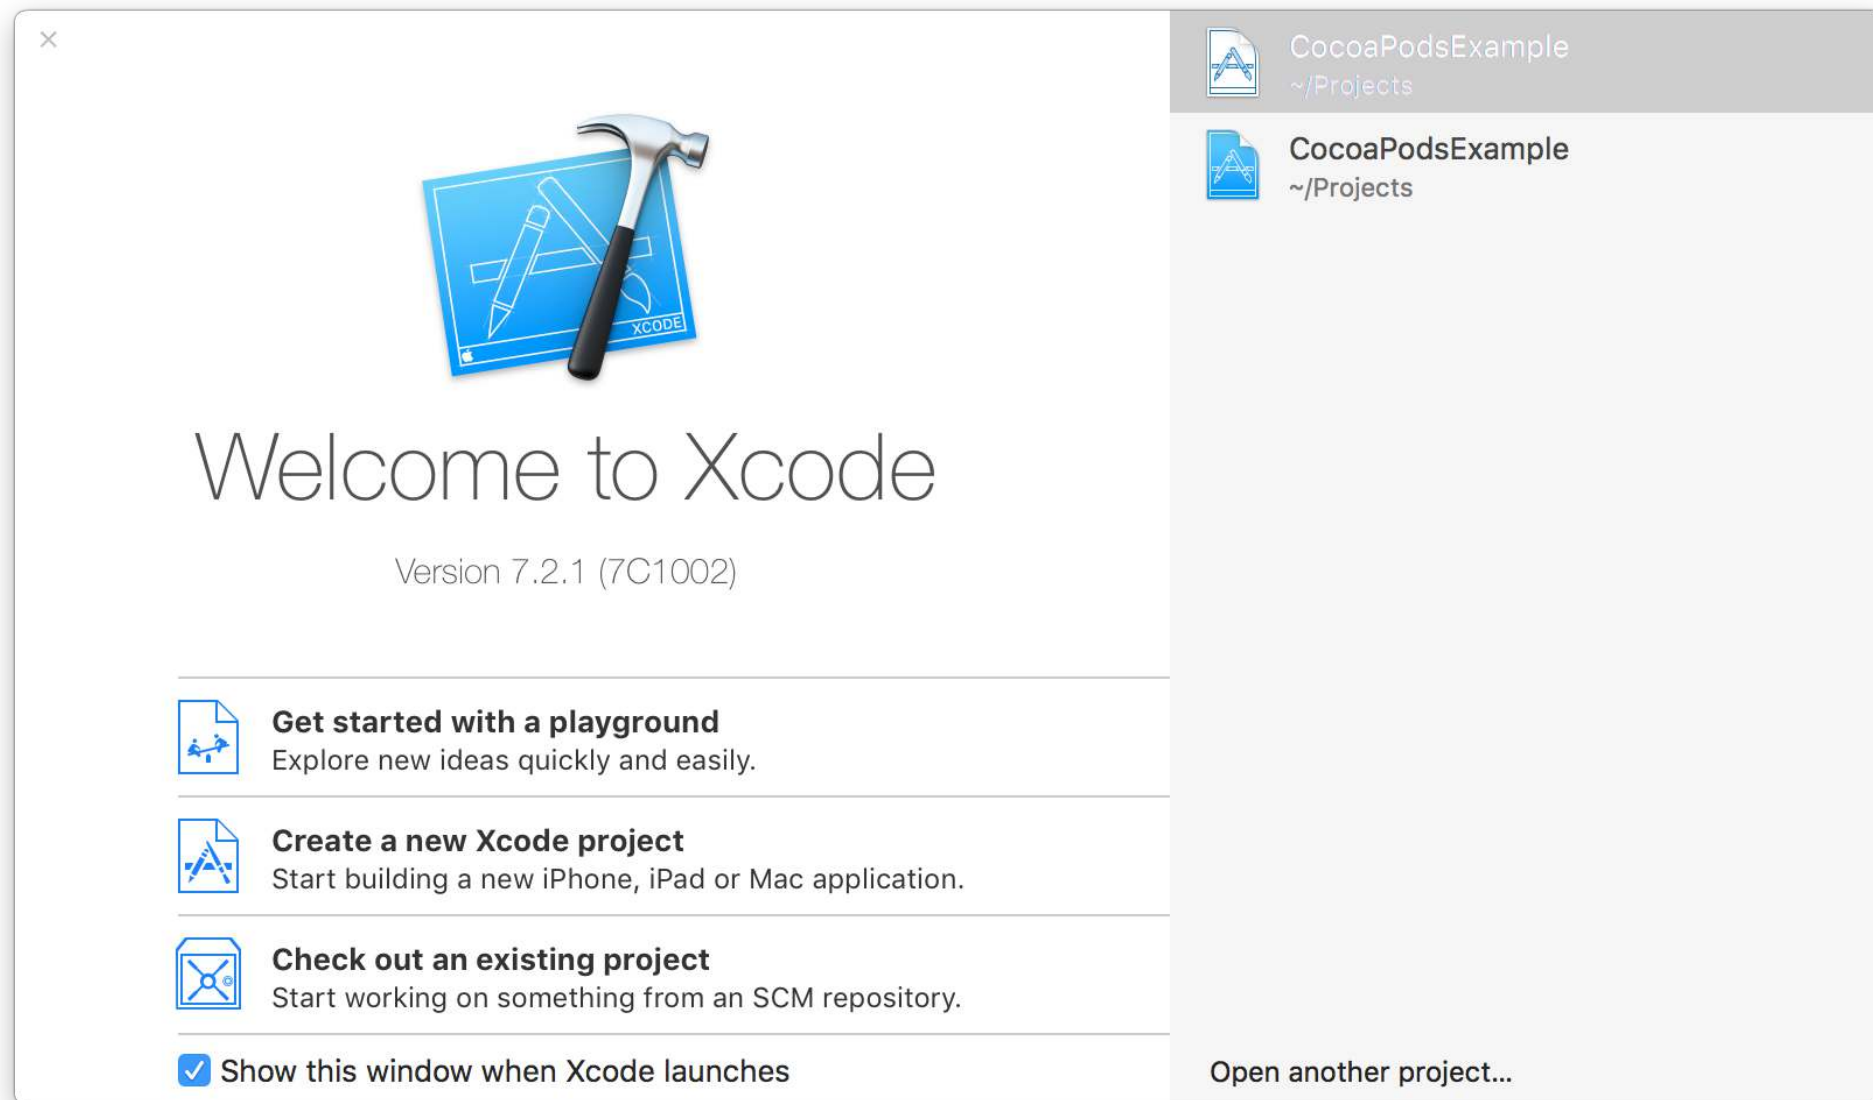 CocoaPodsExample
~/Projects
CocoaPodsExample
~/Projects
XCODE
Welcome to Xcode
Version 7.2.1 (7C1002)
Get started with a playground
Explore new ideas quickly and easily.
Create a new Xcode project
Start building a new iPhone, iPad or Mac application.
Check out an existing project
Start working on something from an SCM repository.
Show this window when Xcode launches
Open another project...